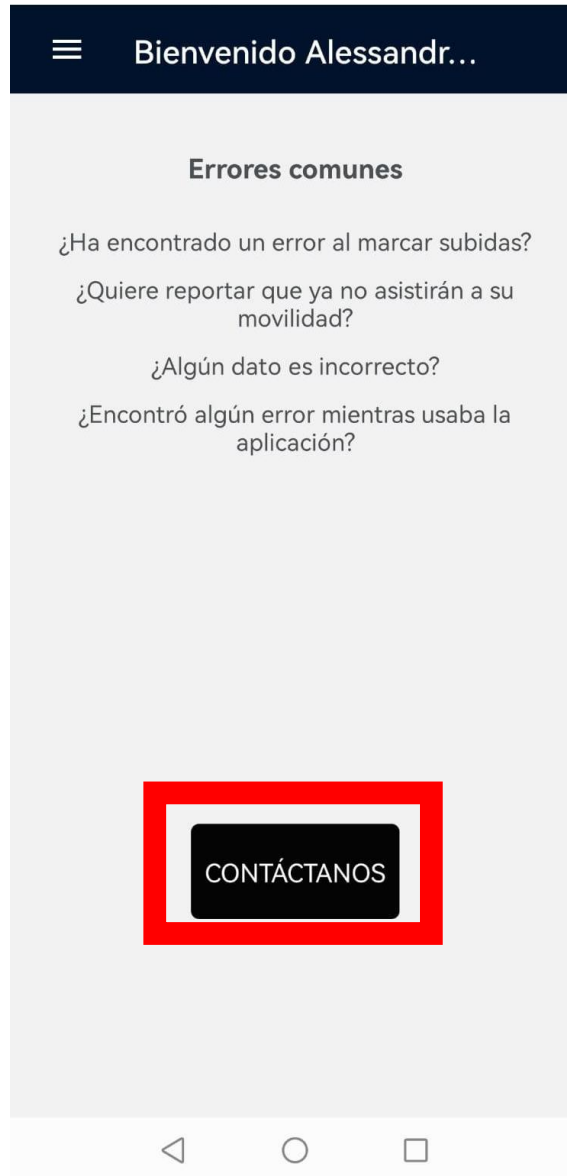 Bienvenido Alessandr...
Errores comunes
¿Ha encontrado un error al marcar subidas?
¿Quiere reportar que ya no asistirán a su
movilidad?
¿Algún dato es incorrecto?
¿Encontró algún error mientras usaba la
aplicación?
CONTÁCTANOS